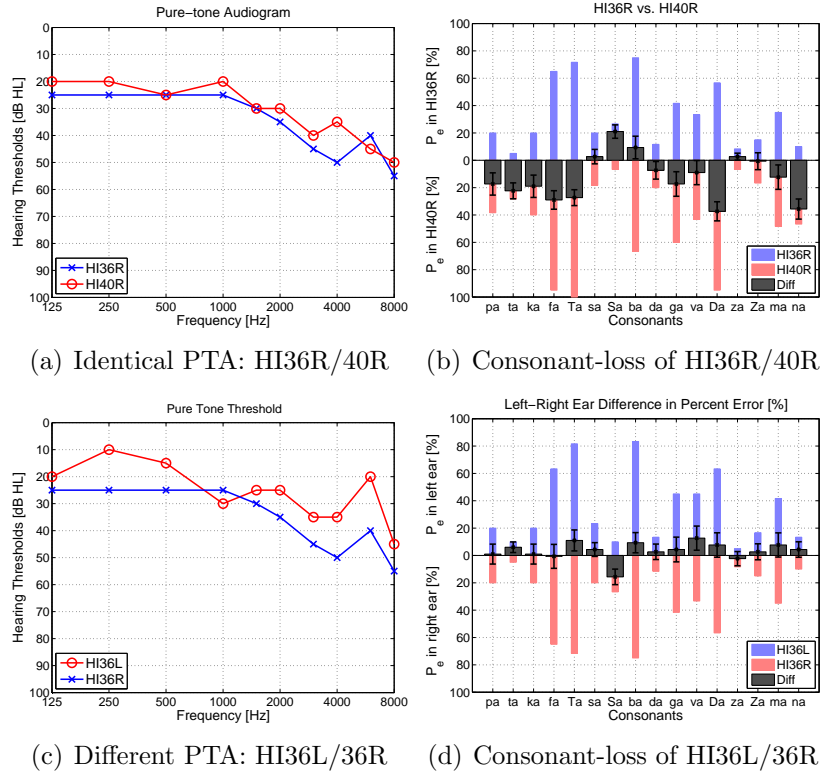 Pure-tone Audiogram
0
10
20
30
40
50
60
70
80
90
100
Hearing Thresholds [dB HL]
125 250 500 1000 2000 4000 8000
Frequency [Hz]
HI36R
HI40R
(a) Identical PTA: HI36R/40R
HI36R vs. HI40R
100
80
60
40
20
0
20
40
60
80
100
P_e in HI36R [%]
P_e in HI40R [%]
pa ta ka fa Ta sa Sa ba da ga va Da za Za ma na
Consonants
HI36R
HI40R
Diff
(b) Consonant-loss of HI36R/40R
Pure Tone Threshold
0
10
20
30
40
50
60
70
80
90
100
Hearing Thresholds [dB HL]
125 250 500 1000 2000 4000 8000
Frequency [Hz]
HI36L
HI36R
(c) Different PTA: HI36L/36R
Left-Right Ear Difference in Percent Error [%]
100
80
60
40
20
0
20
40
60
80
100
P_e in left ear [%]
P_e in right ear [%]
pa ta ka fa Ta sa Sa ba da ga va Da za Za ma na
Consonants
HI36L
HI36R
Diff
(d) Consonant-loss of HI36L/36R